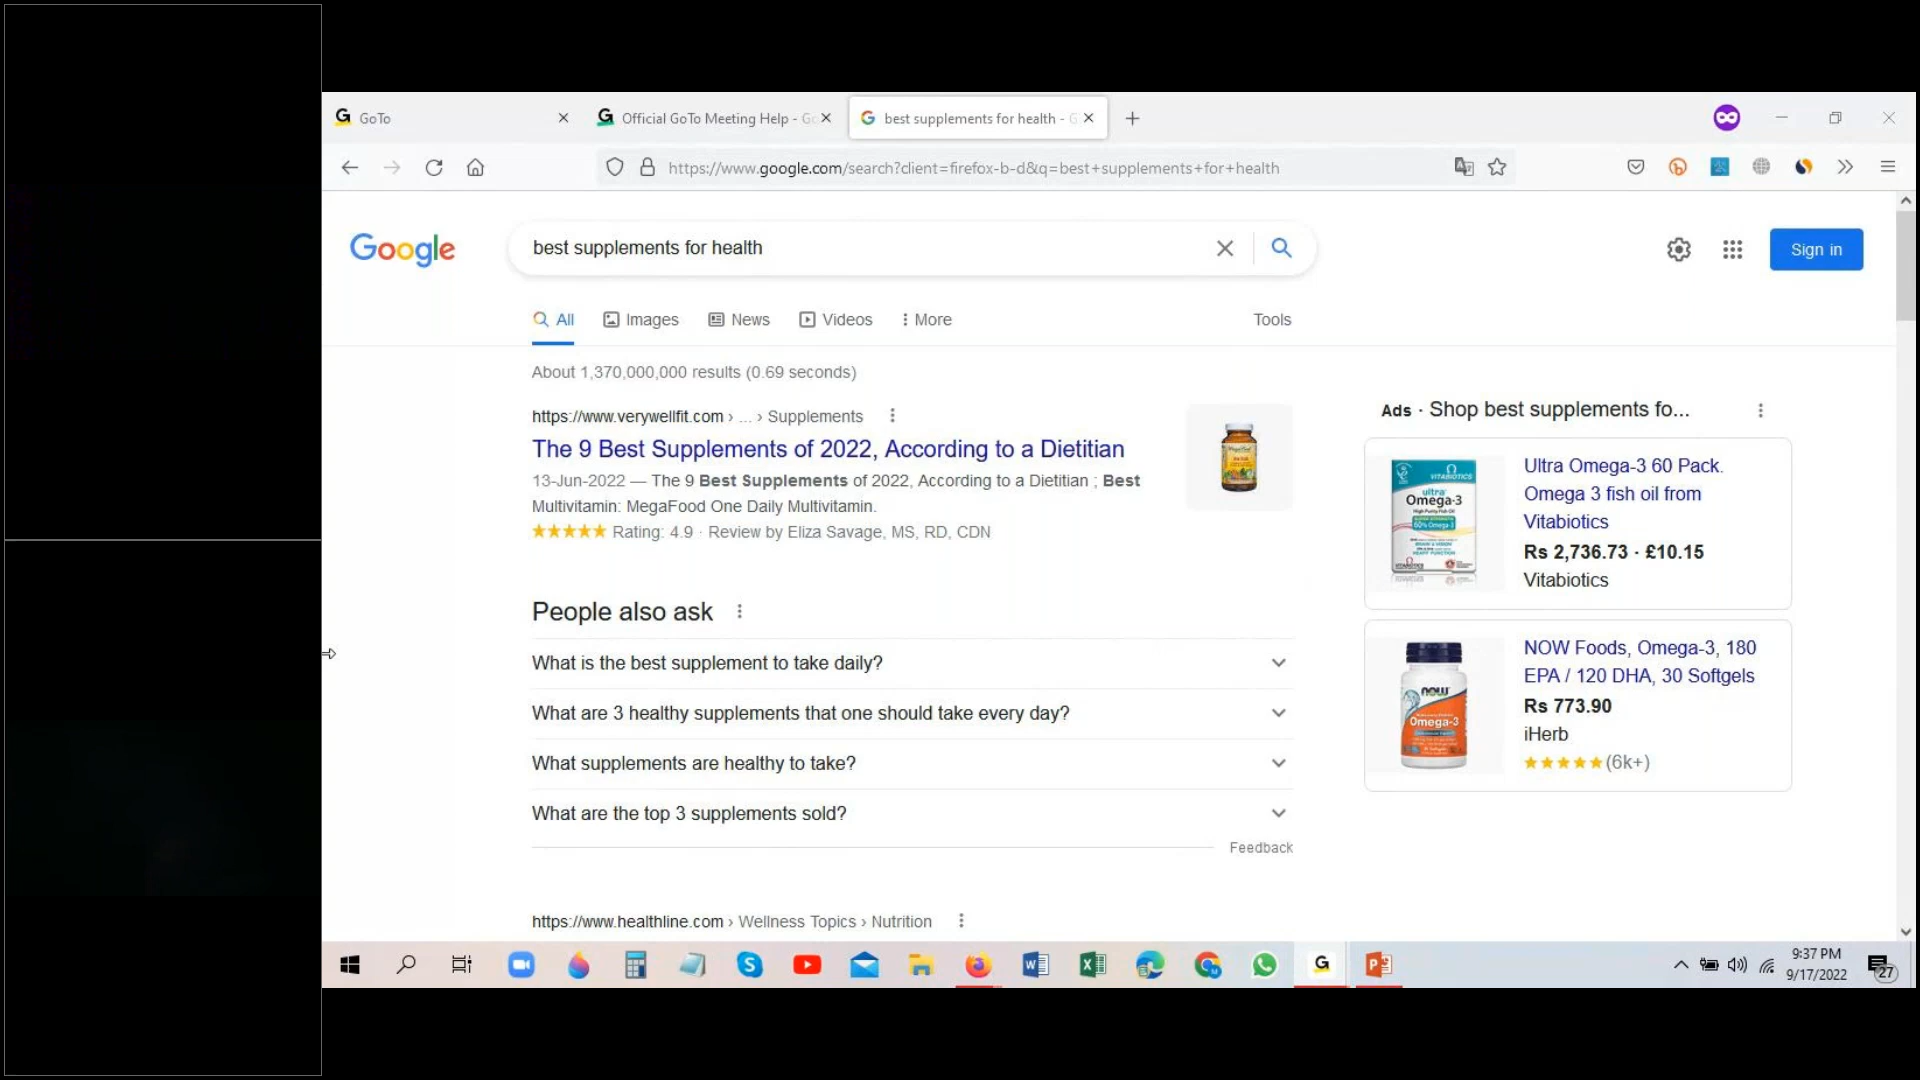 GoTo
Official GoTo Meeting Help - Go
best supplements for health - G
https://www.google.com/search?client=firefox-b-d&q=best+supplements+for+health
Google
best supplements for health
Sign in
All
Images
News
Videos
More
Tools
About 1,370,000,000 results (0.69 seconds)
https://www.verywellfit.com › ... › Supplements
The 9 Best Supplements of 2022, According to a Dietitian
13-Jun-2022 — The 9 Best Supplements of 2022, According to a Dietitian ; Best
Multivitamin: MegaFood One Daily Multivitamin.
Rating: 4.9 · Review by Eliza Savage, MS, RD, CDN
People also ask
What is the best supplement to take daily?
What are 3 healthy supplements that one should take every day?
What supplements are healthy to take?
What are the top 3 supplements sold?
Feedback
https://www.healthline.com › Wellness Topics › Nutrition
Ads · Shop best supplements fo...
VITABIOTICS
ultra
Omega-3
Ultra Omega-3 60 Pack.
Omega 3 fish oil from
Vitabiotics
Rs 2,736.73 · £10.15
Vitabiotics
now
Omega-3
NOW Foods, Omega-3, 180
EPA / 120 DHA, 30 Softgels
Rs 773.90
iHerb
(6k+)
9:37 PM
9/17/2022
27